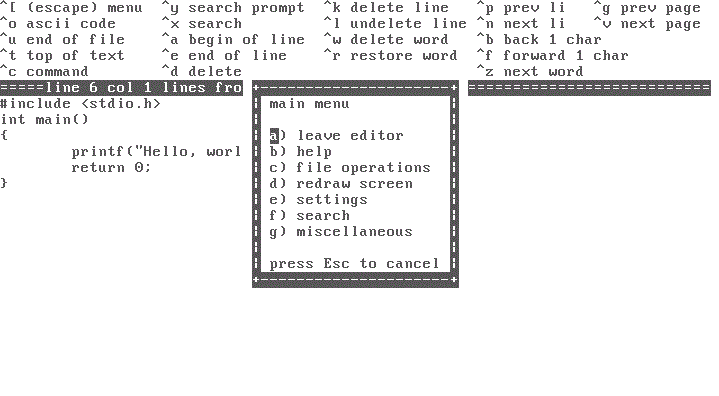 ^[ (escape) menu ^y search prompt ^k delete line ^p prev li ^g prev page
^o ascii code ^x search ^l undelete line ^n next li ^v next page
^u end of file ^a begin of line ^w delete word ^b back 1 char
^t top of text ^e end of line ^r restore word ^f forward 1 char
^c command ^d delete ^z next word
=====line 6 col 1 lines fro
#include <stdio.h>
int main()
{
printf("Hello, worl
return 0;
}
main menu
a) leave editor
b) help
c) file operations
d) redraw screen
e) settings
f) search
g) miscellaneous
press Esc to cancel